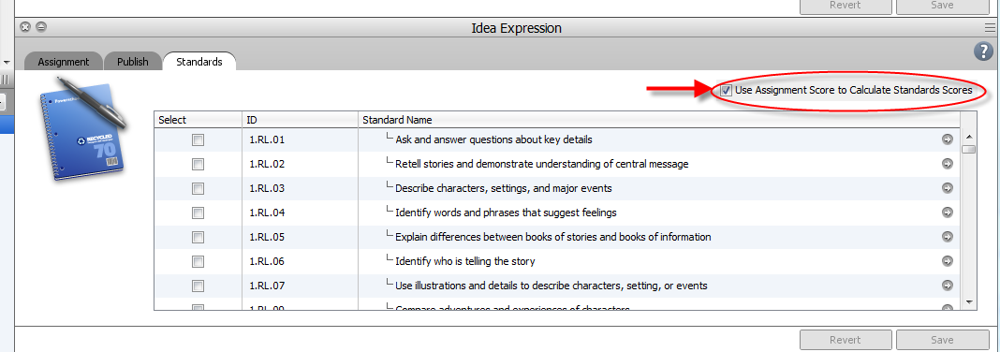 Revert Save
Idea Expression
?
Assignment Publish Standards
Use Assignment Score to Calculate Standards Scores
Powerschool
RECYCLED
70
Select ID Standard Name
1.RL.01 Ask and answer questions about key details
1.RL.02 Retell stories and demonstrate understanding of central message
1.RL.03 Describe characters, settings, and major events
1.RL.04 Identify words and phrases that suggest feelings
1.RL.05 Explain differences between books of stories and books of information
1.RL.06 Identify who is telling the story
1.RL.07 Use illustrations and details to describe characters, setting, or events
1.RL.09 Compare adventures and experiences of characters
Revert Save